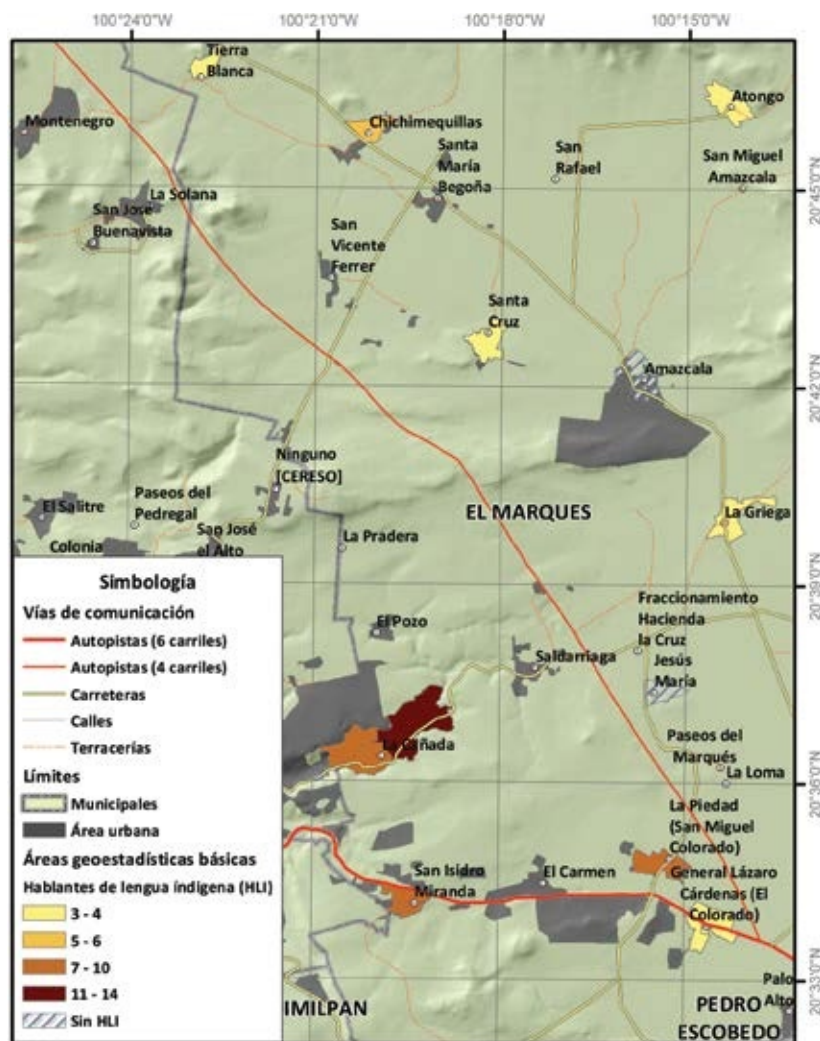 100°24'W
100°21'W
100°18'W
100°15'W
Tierra
Blanca
Montenegro
Chichimequillas
Atongo
Santa
María
Begoña
San
Rafael
San Miguel
Amazcala
20°45'0"N
La Solana
San José
Buenavista
San
Vicente
Ferrer
Santa
Cruz
Amazcala
20°42'0"N
Ninguno
[CERESO]
El Salitre
Paseos del
Pedregal
San José
el Alto
Colonia
La Pradera
EL MARQUES
La Griega
20°39'0"N
Fraccionamiento
Hacienda
la Cruz
Jesús
María
El Pozo
Saldarriaga
La Cañada
Paseos del
Marqués
La Loma
20°36'0"N
La Piedad
(San Miguel
Colorado)
General Lázaro
Cárdenas (El
Colorado)
San Isidro
Miranda
El Carmen
20°33'0"N
Palo
Alto
IMILPAN
PEDRO
ESCOBEDO
Simbología
Vías de comunicación
Autopistas (6 carriles)
Autopistas (4 carriles)
Carreteras
Calles
Terracerías
Límites
Municipales
Área urbana
Áreas geoestadísticas básicas
Hablantes de lengua índigena (HLI)
3 - 4
5 - 6
7 - 10
11 - 14
Sin HLI